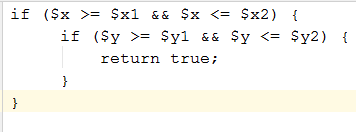 if ($x >= $x1 && $x <= $x2) {
    if ($y >= $y1 && $y <= $y2) {
        return true;
    }
}